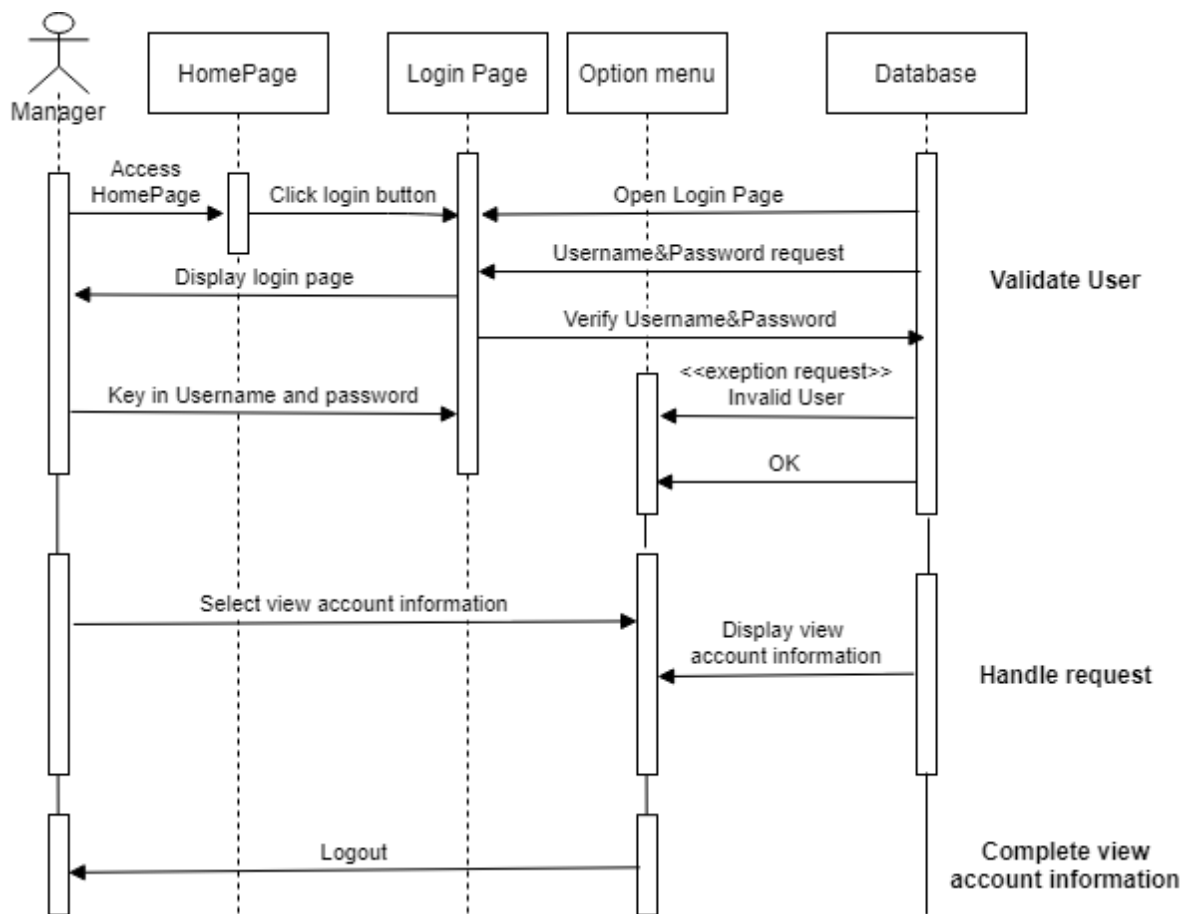 HomePage
Login Page
Option menu
Database
Manager
Access
HomePage
Click login button
Open Login Page
Username&Password request
Display login page
Validate User
Verify Username&Password
<<exeption request>>
Invalid User
Key in Username and password
OK
Select view account information
Display view
account information
Handle request
Logout
Complete view
account information